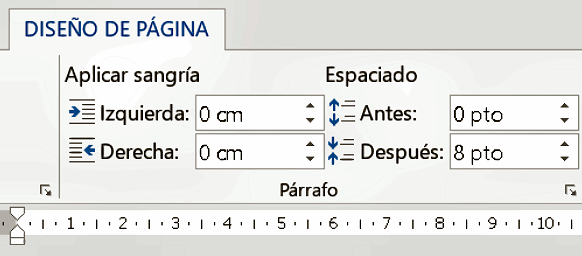 DISEÑO DE PÁGINA
Aplicar sangría Espaciado
Izquierda: 0 cm Antes: 0 pto
Derecha: 0 cm Después: 8 pto
Párrafo
1 2 3 4 5 6 7 8 9 10